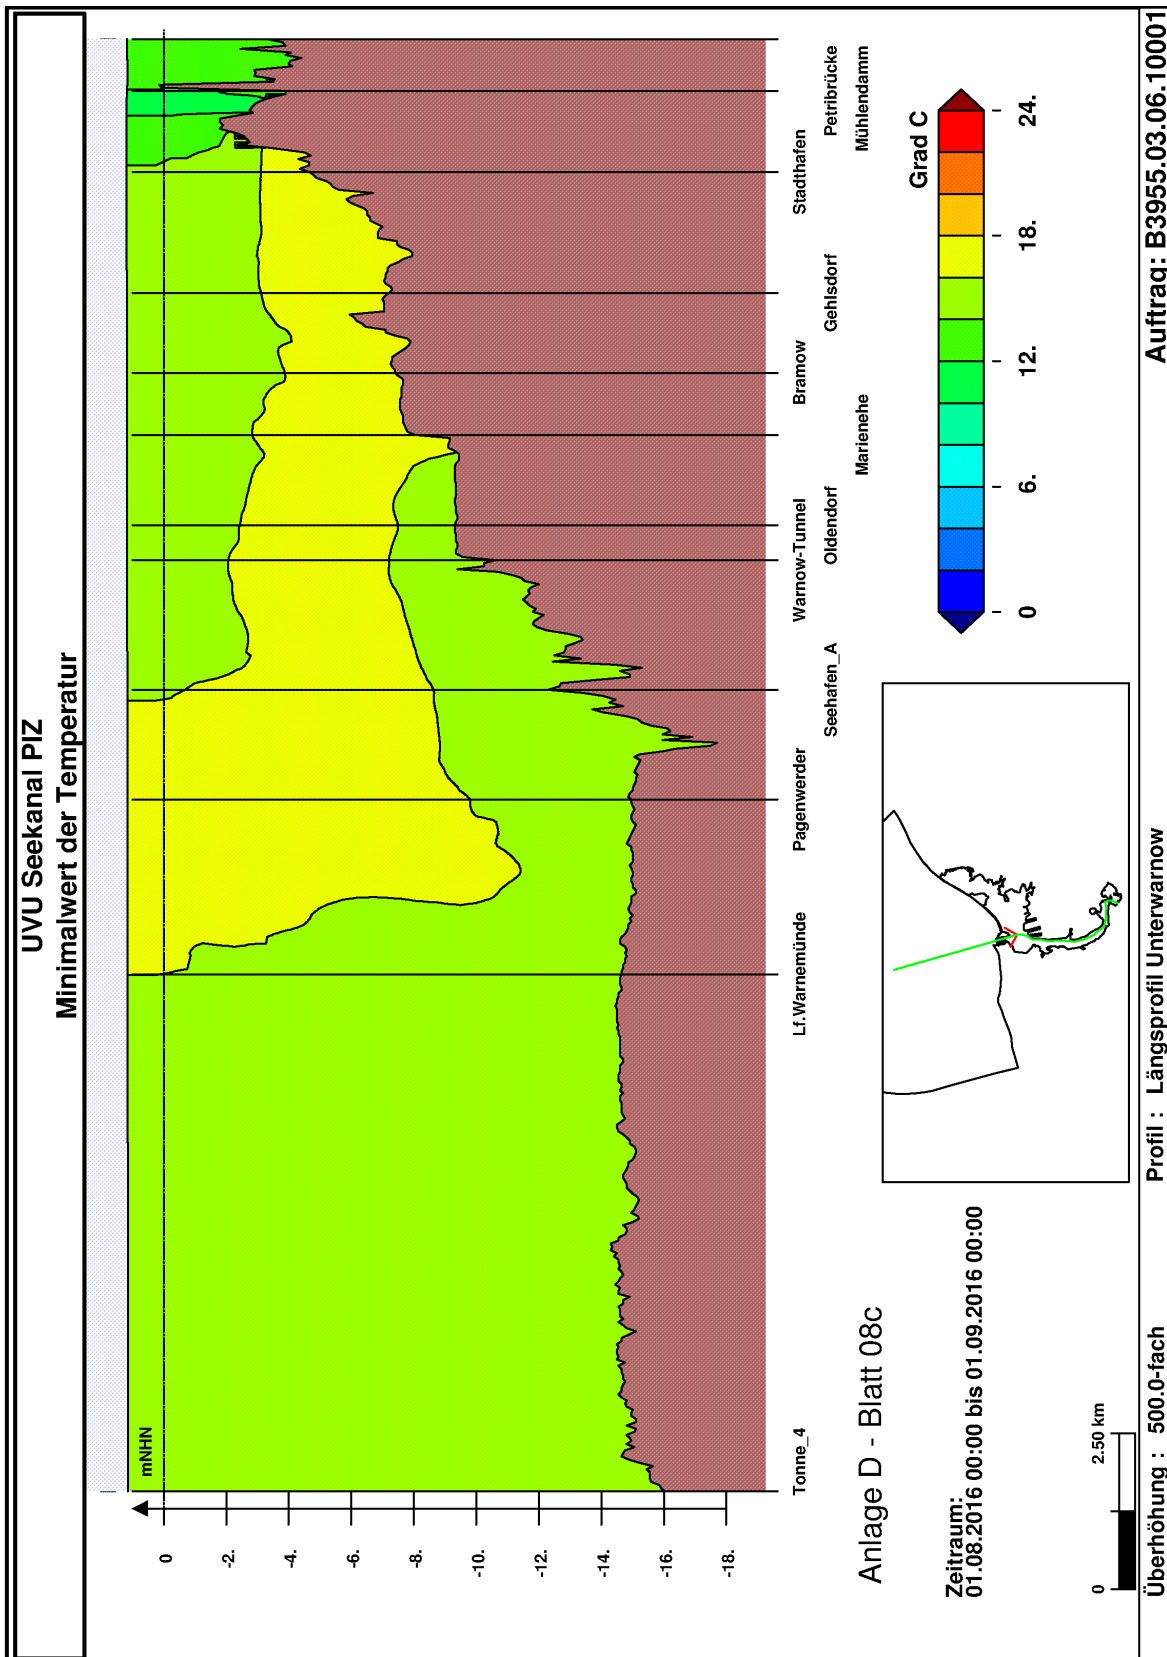 UVU Seekanal PIZ
Minimalwert der Temperatur
mNHN
0
-2.
-4.
-6.
-8.
-10.
-12.
-14.
-16.
-18.
Tonne_4
Lf.Warnemünde
Pagenwerder
Seehafen_A
Warnow-Tunnel
Oldendorf
Marienehe
Bramow
Gehlsdorf
Stadthafen
Petribrücke
Mühlendamm
Anlage D - Blatt 08c
Zeitraum:
01.08.2016 00:00 bis 01.09.2016 00:00
0 2.50 km
Grad C
0 6. 12. 18. 24.
Überhöhung : 500.0-fach Profil : Längsprofil Unterwarnow Auftrag: B3955.03.06.10001